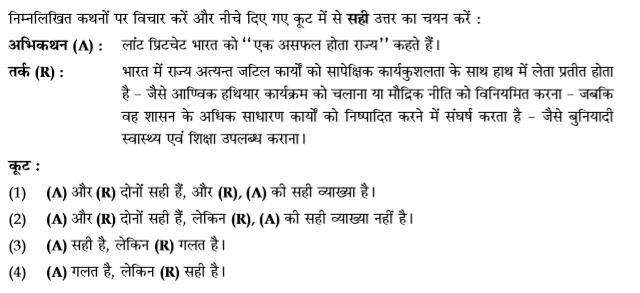 निम्नलिखित कथनों पर विचार करें और नीचे दिए गए कूट में से सही उत्तर का चयन करें :
अभिकथन (A) : लांट प्रिटचेट भारत को “एक असफल होता राज्य” कहते हैं।
तर्क (R) : भारत में राज्य अत्यन्त जटिल कार्यों को सापेक्षिक कार्यकुशलता के साथ हाथ में लेता प्रतीत होता
है – जैसे आण्विक हथियार कार्यक्रम को चलाना या मौद्रिक नीति को विनियमित करना – जबकि
वह शासन के अधिक साधारण कार्यों को निष्पादित करने में संघर्ष करता है – जैसे बुनियादी
स्वास्थ्य एवं शिक्षा उपलब्ध कराना।
कूट :
(1) (A) और (R) दोनों सही हैं, और (R), (A) की सही व्याख्या है।
(2) (A) और (R) दोनों सही हैं, लेकिन (R), (A) की सही व्याख्या नहीं है।
(3) (A) सही है, लेकिन (R) गलत है।
(4) (A) गलत है, लेकिन (R) सही है।